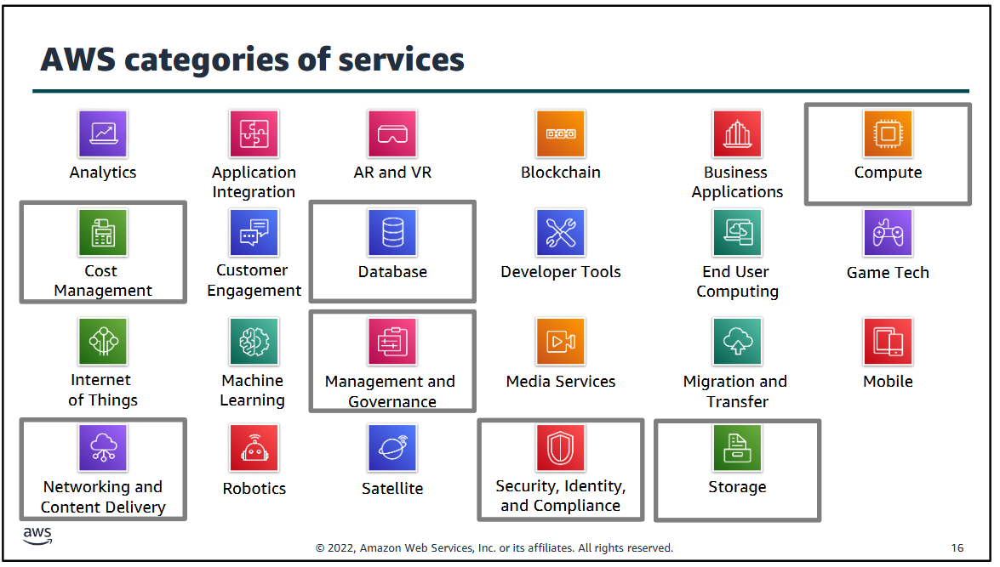 AWS categories of services
Analytics
Application
Integration
AR and VR
Blockchain
Business
Applications
Compute
Cost
Management
Customer
Engagement
Database
Developer Tools
End User
Computing
Game Tech
Internet
of Things
Machine
Learning
Management and
Governance
Media Services
Migration and
Transfer
Mobile
Networking and
Content Delivery
Robotics
Satellite
Security, Identity,
and Compliance
Storage
aws
© 2022, Amazon Web Services, Inc. or its affiliates. All rights reserved.
16